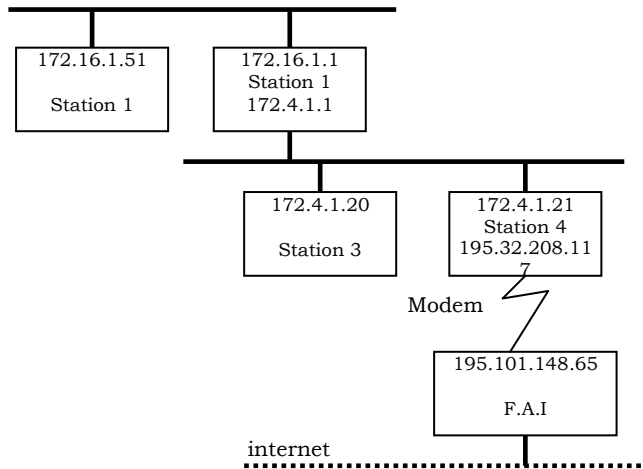 172.16.1.51
Station 1
172.16.1.1
Station 1
172.4.1.1
172.4.1.20
Station 3
172.4.1.21
Station 4
195.32.208.11
7
Modem
195.101.148.65
F.A.I
internet